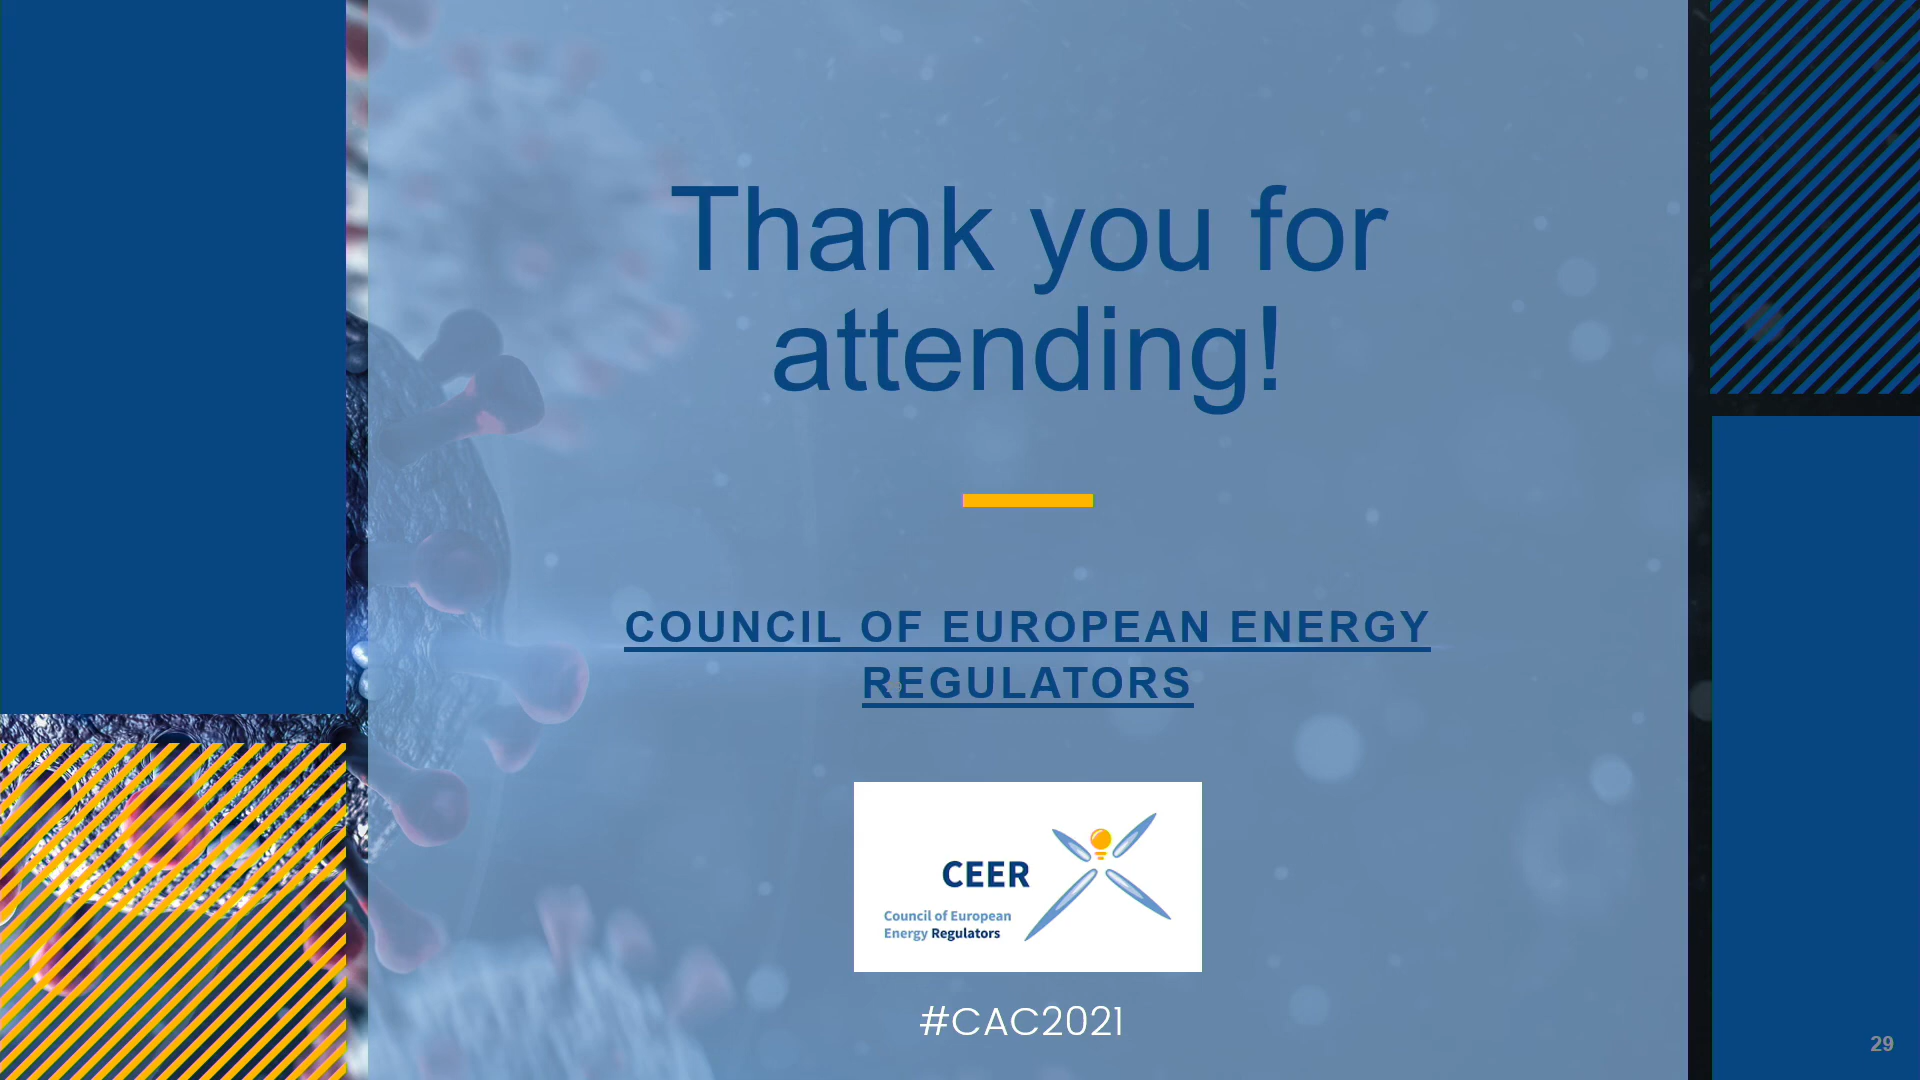 Thank you for
attending!
COUNCIL OF EUROPEAN ENERGY
REGULATORS
CEER
Council of European
Energy Regulators
#CAC2021
29